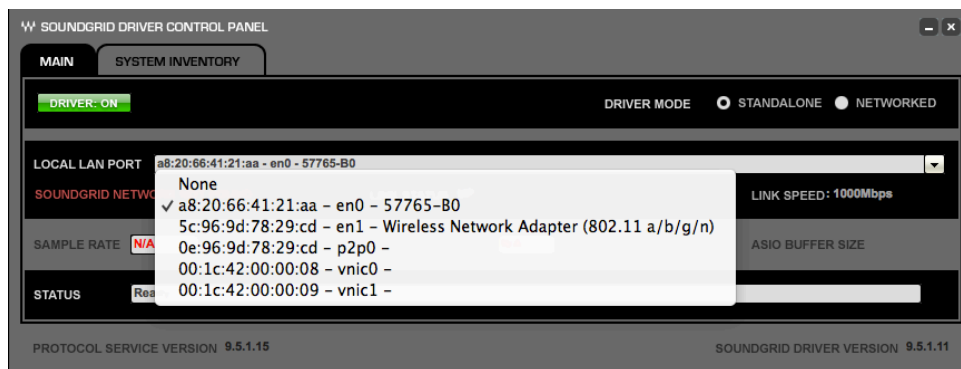 SOUNDGRID DRIVER CONTROL PANEL
MAIN SYSTEM INVENTORY
DRIVER: ON DRIVER MODE STANDALONE NETWORKED
LOCAL LAN PORT a8:20:66:41:21:aa - en0 - 57765-B0
None
SOUNDGRID LINK SPEED: 1000Mbps
✓ a8:20:66:41:21:aa – en0 – 57765–B0
5c:96:9d:78:29:cd – en1 – Wireless Network Adapter (802.11 a/b/g/n)
SAMPLE RATE N/A ASIO BUFFER SIZE
0e:96:9d:78:29:cd – p2p0 –
00:1c:42:00:00:08 – vnic0 –
STATUS
00:1c:42:00:00:09 – vnic1 –
PROTOCOL SERVICE VERSION 9.5.1.15 SOUNDGRID DRIVER VERSION 9.5.1.11